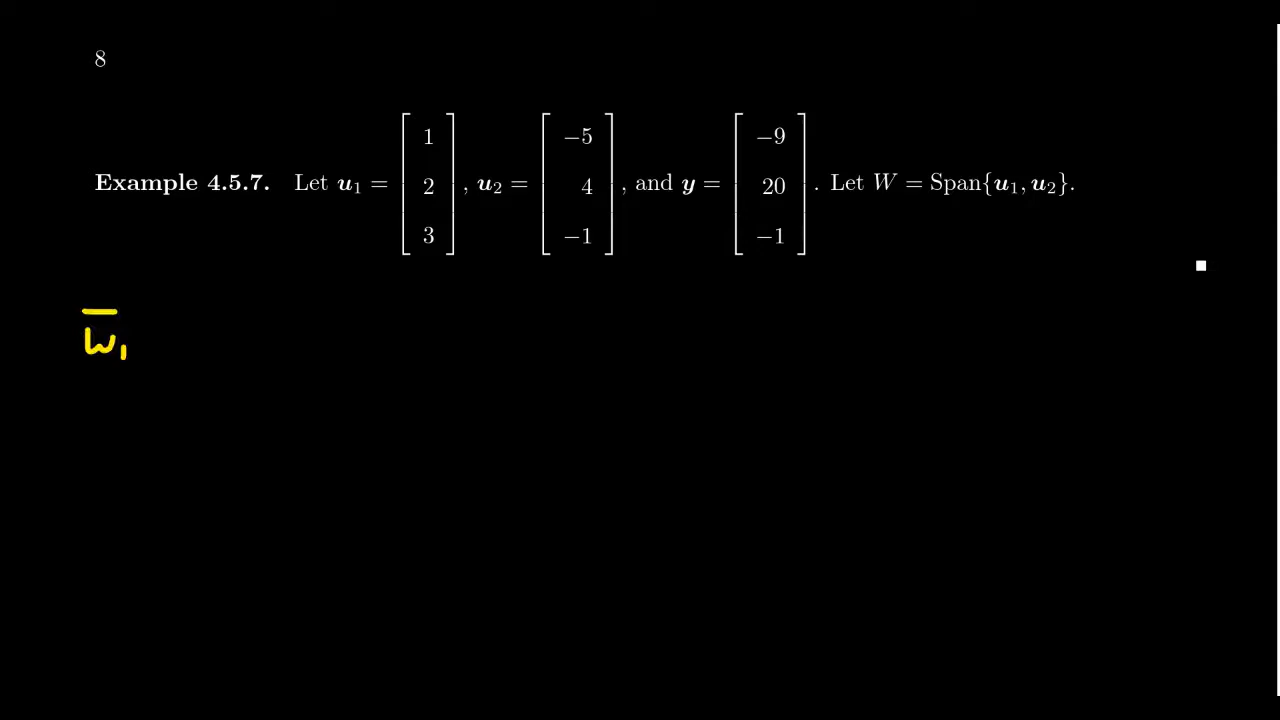 8
Example 4.5.7. Let u₁ = [1 2 3], u₂ = [−5 4 −1], and y = [−9 20 −1]. Let W = Span{u₁, u₂}.
w̅₁